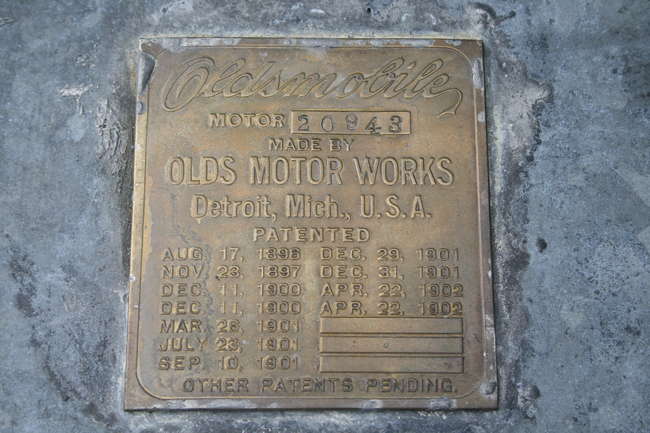 Oldsmobile
MOTOR 20943
MADE BY
OLDS MOTOR WORKS
Detroit, Mich., U.S.A.
PATENTED
AUG. 17, 1896 DEC. 29, 1901
NOV. 23, 1897 DEC. 31, 1901
DEC. 11, 1900 APR. 22, 1902
DEC. 11, 1900 APR. 22, 1902
MAR. 26, 1901
JULY 23, 1901
SEP. 10, 1901
OTHER PATENTS PENDING.